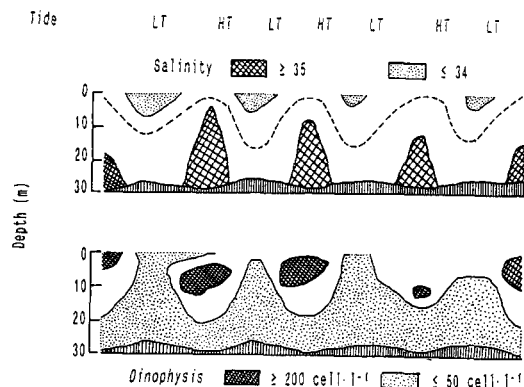 Tide LT HT LT HT LT HT LT
Salinity ≥ 35 ≤ 34
0
10
20
30
Depth (m)
0
10
20
30
Dinophysis ≥ 200 cell·l⁻¹ ≤ 50 cell·l⁻¹